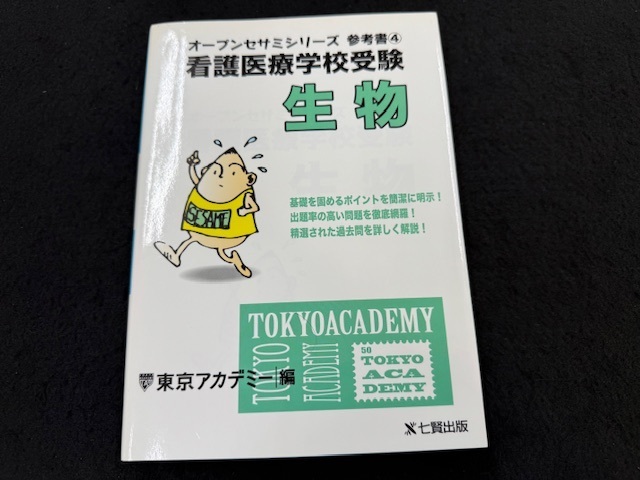 オープンセサミシリーズ 参考書④
看護医療学校受験
生物
SESAME
基礎を固めるポイントを簡潔に明示！
出題率の高い問題を徹底網羅！
精選された過去問を詳しく解説！
TOKYOACADEMY
TOKYO
ACADEMY
50
TOKYO
ACA
DEMY
東京アカデミー編
七賢出版